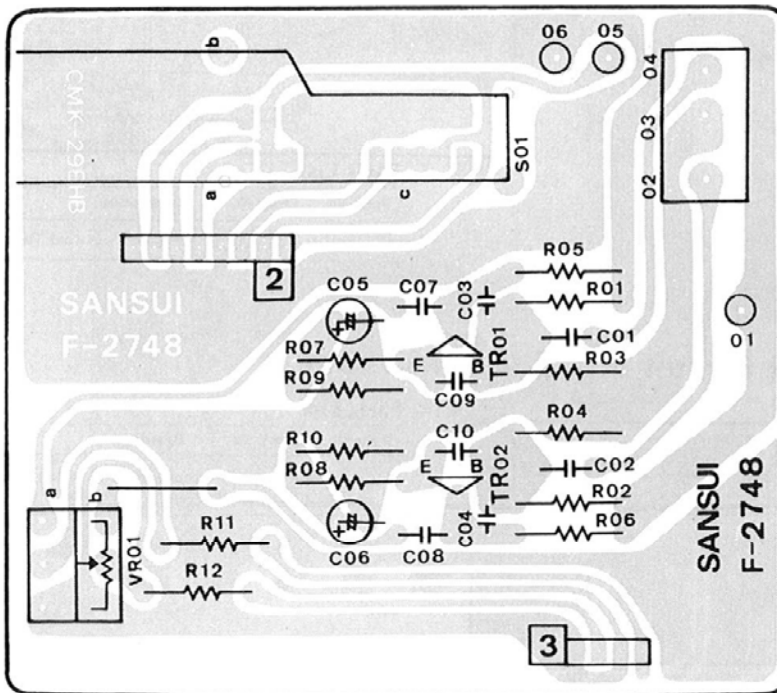 06 05
04
b
CMK-298HB
03
S01
a
c
02
2
R05
SANSUI
F-2748
C05
C07
C03
R01
C01
01
R07
E
B
TR01
R03
R09
C09
R04
R10
C10
R08
E
B
TR02
C02
a
b
R02
SANSUI
F-2748
R11
C06
C08
C04
R06
VR01
R12
3